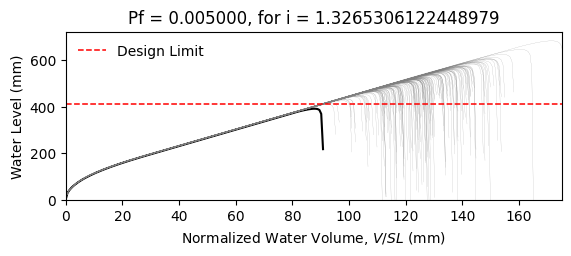 Pf = 0.005000, for i = 1.3265306122448979
Design Limit
Water Level (mm)
600
400
200
0
0 20 40 60 80 100 120 140 160
Normalized Water Volume, V/SL (mm)